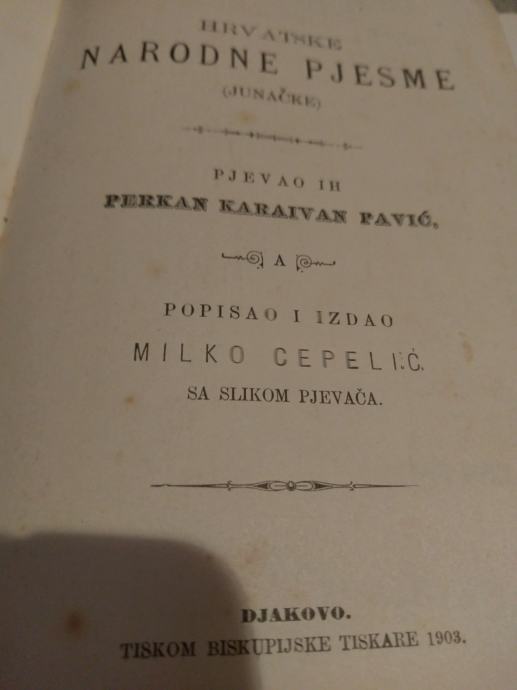 HRVATSKE
NARODNE PJESME
(JUNAČKE)
PJEVAO IH
PERKAN KARAIVAN PAVIĆ,
A
POPISAO I IZDAO
MILKO CEPELIĆ.
SA SLIKOM PJEVAČA.
DJAKOVO.
TISKOM BISKUPIJSKE TISKARE 1903.